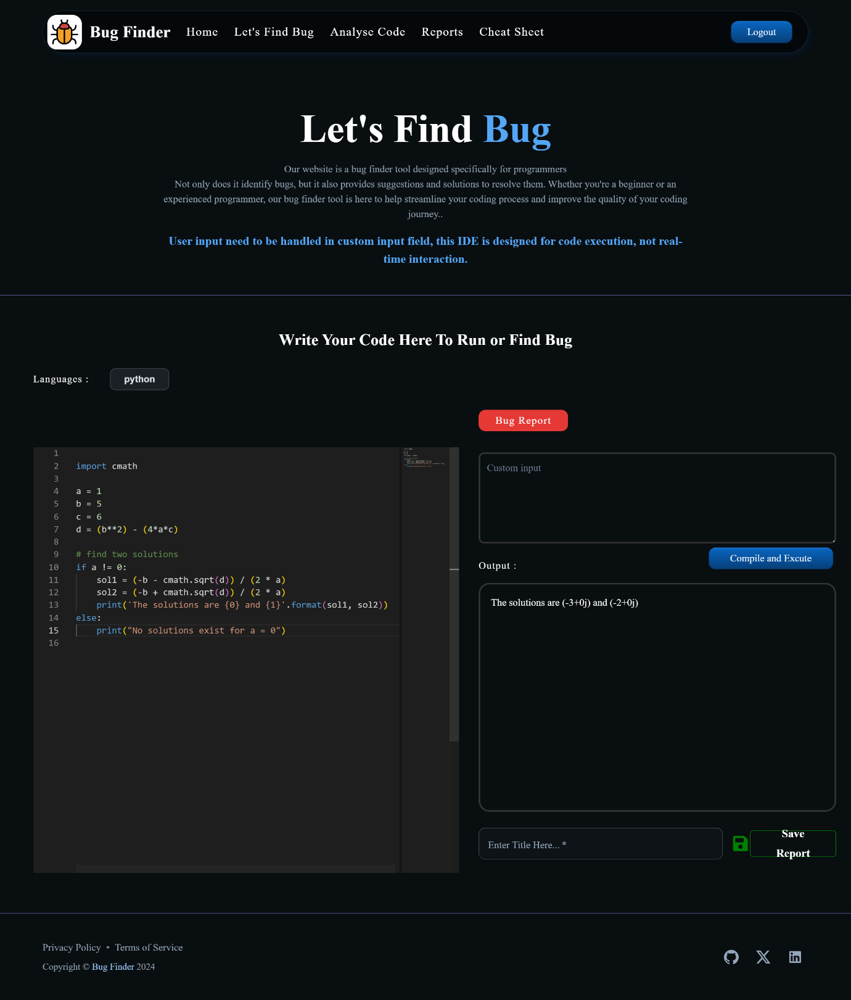 Bug Finder Home Let's Find Bug Analyse Code Reports Cheat Sheet Logout
Let's Find Bug
Our website is a bug finder tool designed specifically for programmers
Not only does it identify bugs, but it also provides suggestions and solutions to resolve them. Whether you're a beginner or an
experienced programmer, our bug finder tool is here to help streamline your coding process and improve the quality of your coding
journey..
User input need to be handled in custom input field, this IDE is designed for code execution, not real-
time interaction.
Write Your Code Here To Run or Find Bug
Languages : python
Bug Report
1
2 import cmath
3
4 a = 1
5 b = 5
6 c = 6
7 d = (b**2) - (4*a*c)
8
9 # find two solutions
10 if a != 0:
11 sol1 = (-b - cmath.sqrt(d)) / (2 * a)
12 sol2 = (-b + cmath.sqrt(d)) / (2 * a)
13 print('The solutions are {0} and {1}'.format(sol1, sol2))
14 else:
15 print("No solutions exist for a = 0")
16
Custom input
Compile and Excute
Output :
The solutions are (-3+0j) and (-2+0j)
Enter Title Here... *
Save
Report
Privacy Policy • Terms of Service
Copyright © Bug Finder 2024